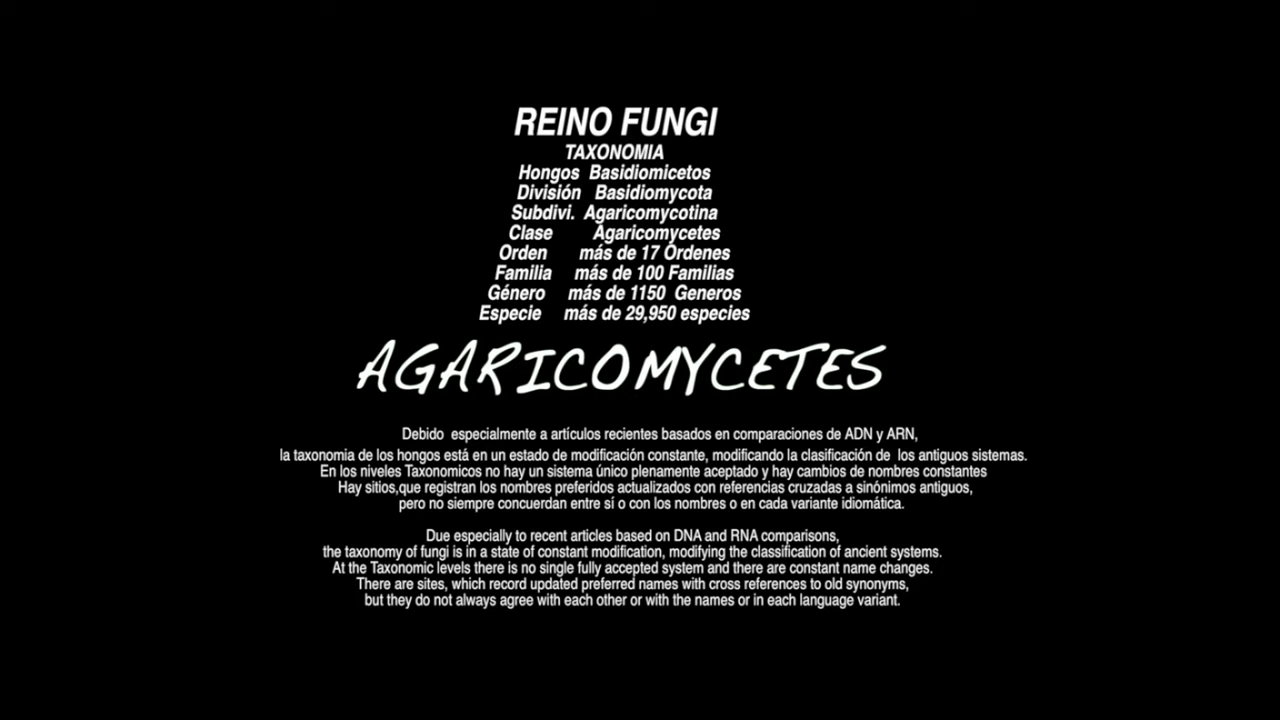 REINO FUNGI
TAXONOMIA
Hongos Basidiomicetos
División Basidiomycota
Subdivi. Agaricomycotina
Clase Agaricomycetes
Orden más de 17 Ordenes
Familia más de 100 Familias
Género más de 1150 Generos
Especie más de 29,950 especies
AGARICOMYCETES
Debido especialmente a artículos recientes basados en comparaciones de ADN y ARN,
la taxonomia de los hongos está en un estado de modificación constante, modificando la clasificación de los antiguos sistemas.
En los niveles Taxonomicos no hay un sistema único plenamente aceptado y hay cambios de nombres constantes
Hay sitios,que registran los nombres preferidos actualizados con referencias cruzadas a sinónimos antiguos,
pero no siempre concuerdan entre sí o con los nombres o en cada variante idiomática.
Due especially to recent articles based on DNA and RNA comparisons,
the taxonomy of fungi is in a state of constant modification, modifying the classification of ancient systems.
At the Taxonomic levels there is no single fully accepted system and there are constant name changes.
There are sites, which record updated preferred names with cross references to old synonyms,
but they do not always agree with each other or with the names or in each language variant.